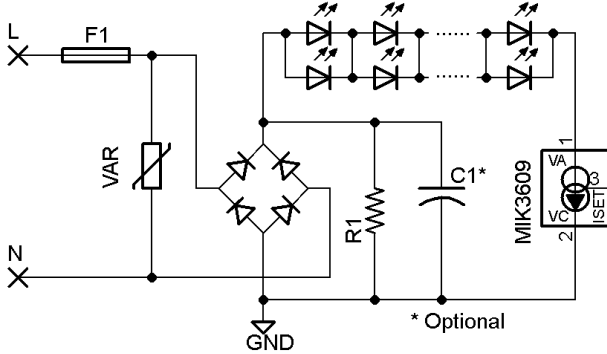 L
F1
VAR
N
R1
C1*
GND
* Optional
MIK3609
1
VA
3
ISET
VC
2